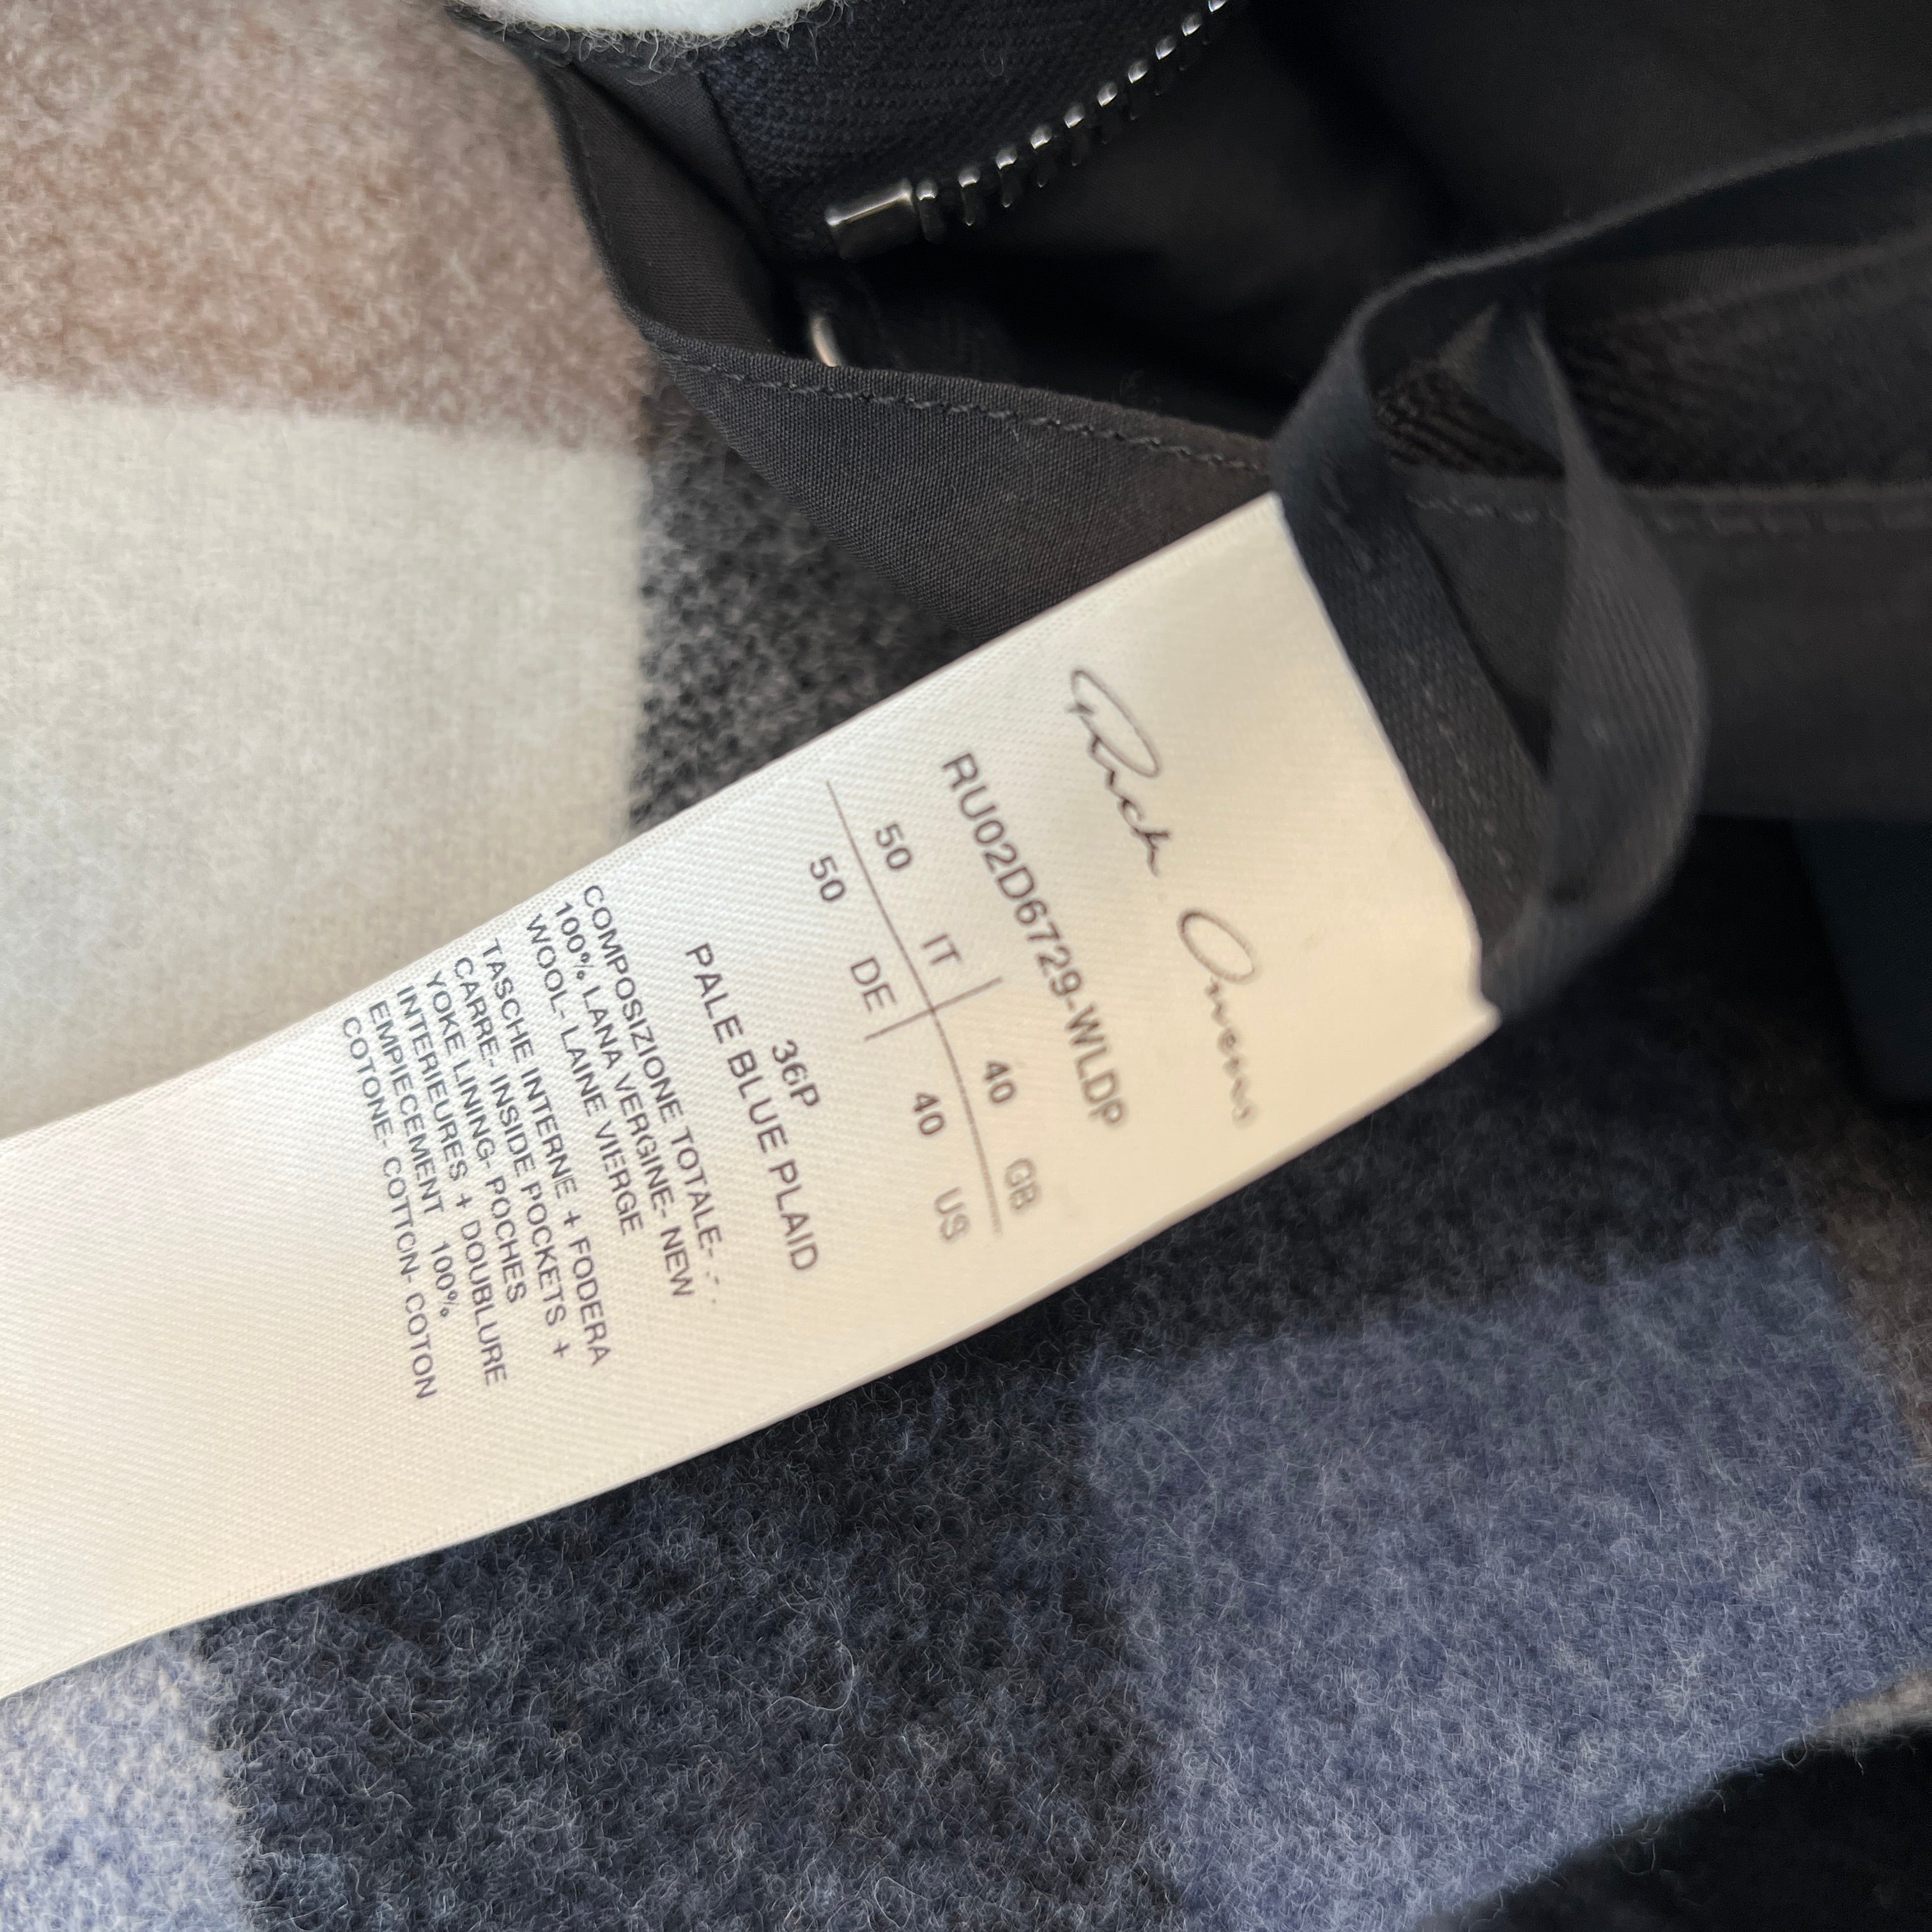 Rick Owens
RU02D6729-WLDP
50 IT 40 GB
50 DE 40 US
36P
PALE BLUE PLAID
COMPOSIZIONE TOTALE- - -
100% LANA VERGINE- NEW
WOOL- LAINE VIERGE
TASCHE INTERNE + FODERA
CARRE- INSIDE POCKETS +
YOKE LINING- POCHES
INTERIEURES + DOUBLURE
EMPIECEMENT 100%
COTONE- COTTON- COTON